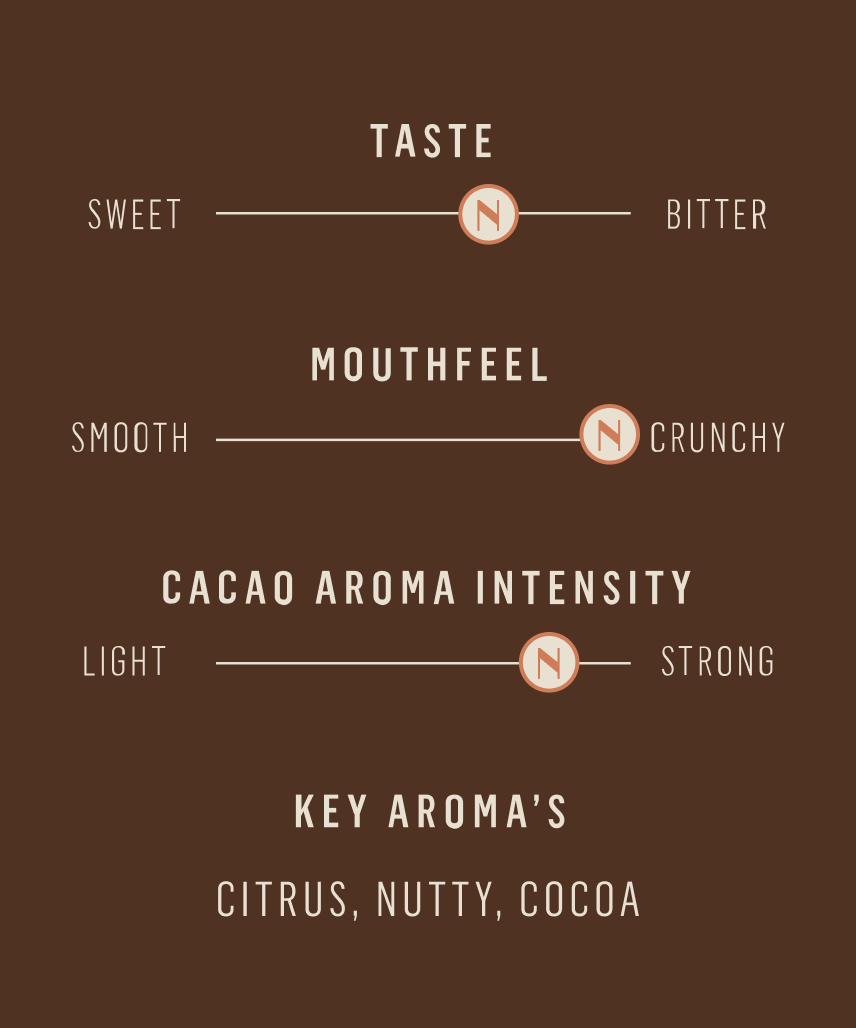 TASTE
SWEET N BITTER
MOUTHFEEL
SMOOTH N CRUNCHY
CACAO AROMA INTENSITY
LIGHT N STRONG
KEY AROMA’S
CITRUS, NUTTY, COCOA